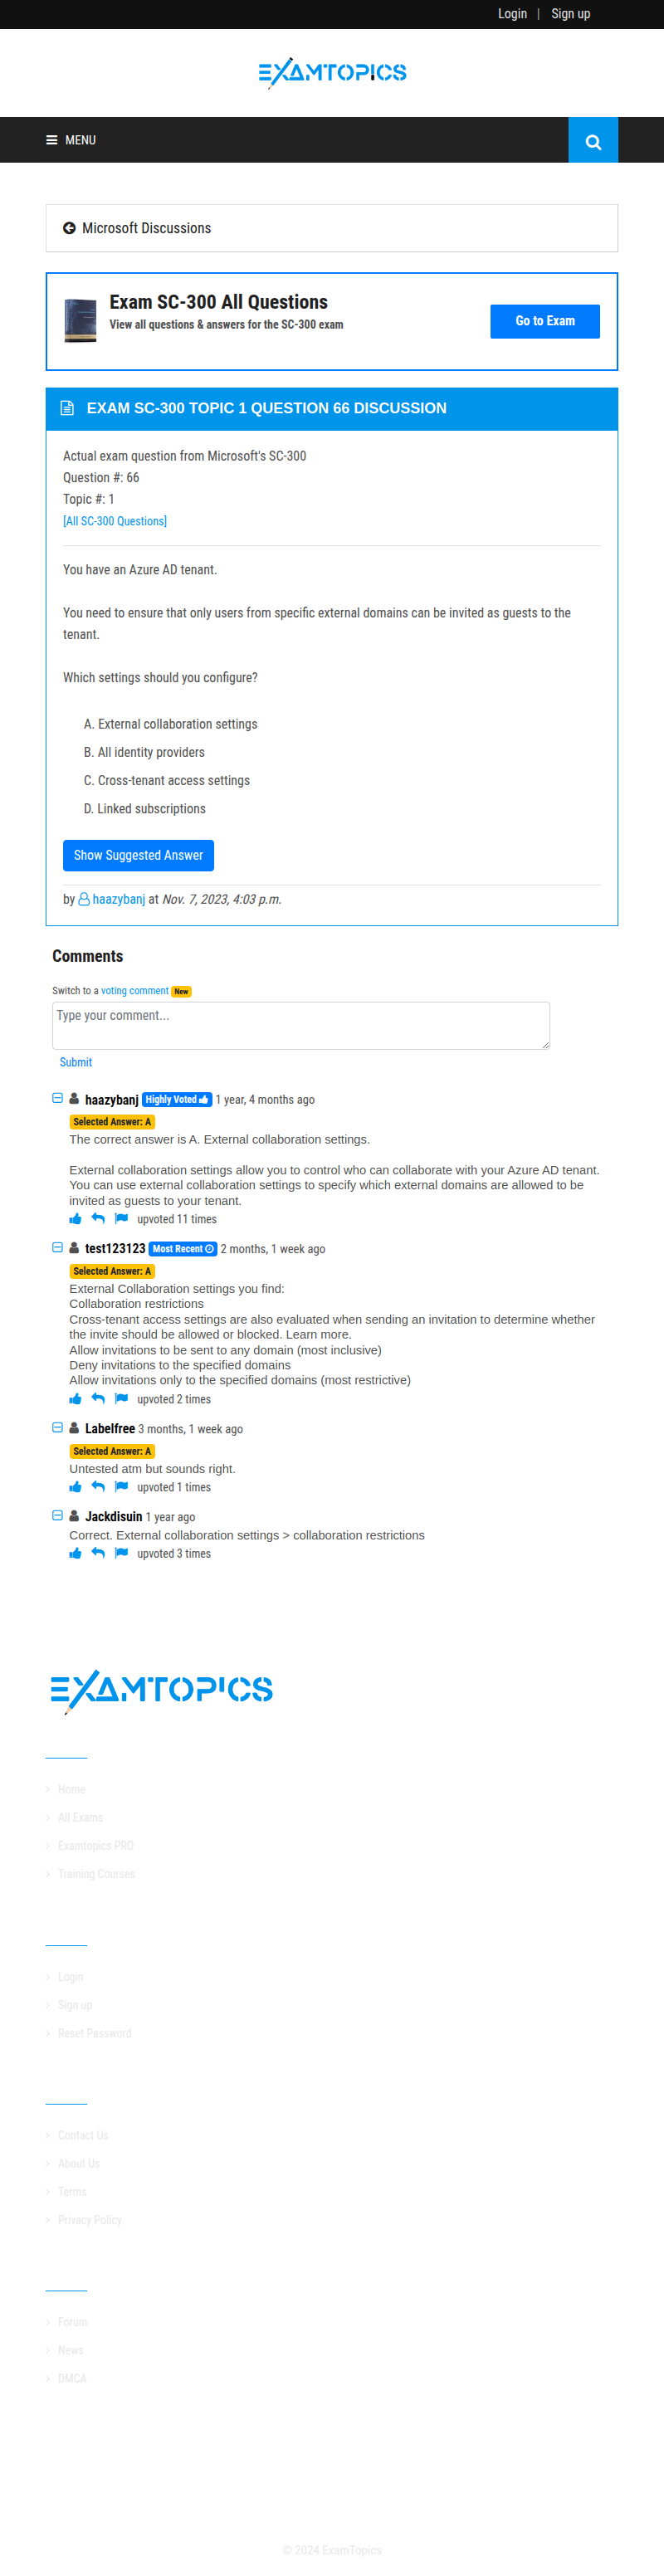 Login | Sign up
EXAMTOPICS
MENU
Microsoft Discussions
Exam SC-300 All Questions
View all questions & answers for the SC-300 exam
Go to Exam
EXAM SC-300 TOPIC 1 QUESTION 66 DISCUSSION
Actual exam question from Microsoft's SC-300
Question #: 66
Topic #: 1
[All SC-300 Questions]
You have an Azure AD tenant.
You need to ensure that only users from specific external domains can be invited as guests to the
tenant.
Which settings should you configure?
A. External collaboration settings
B. All identity providers
C. Cross-tenant access settings
D. Linked subscriptions
Show Suggested Answer
by haazybanj at Nov. 7, 2023, 4:03 p.m.
Comments
Switch to a voting comment New
Type your comment...
Submit
haazybanj Highly Voted 1 year, 4 months ago
Selected Answer: A
The correct answer is A. External collaboration settings.
External collaboration settings allow you to control who can collaborate with your Azure AD tenant.
You can use external collaboration settings to specify which external domains are allowed to be
invited as guests to your tenant.
upvoted 11 times
test123123 Most Recent 2 months, 1 week ago
Selected Answer: A
External Collaboration settings you find:
Collaboration restrictions
Cross-tenant access settings are also evaluated when sending an invitation to determine whether
the invite should be allowed or blocked. Learn more.
Allow invitations to be sent to any domain (most inclusive)
Deny invitations to the specified domains
Allow invitations only to the specified domains (most restrictive)
upvoted 2 times
Labelfree 3 months, 1 week ago
Selected Answer: A
Untested atm but sounds right.
upvoted 1 times
Jackdisuin 1 year ago
Correct. External collaboration settings > collaboration restrictions
upvoted 3 times
EXAMTOPICS
Home
All Exams
Examtopics PRO
Training Courses
Login
Sign up
Reset Password
Contact Us
About Us
Terms
Privacy Policy
Forum
News
DMCA
© 2024 ExamTopics